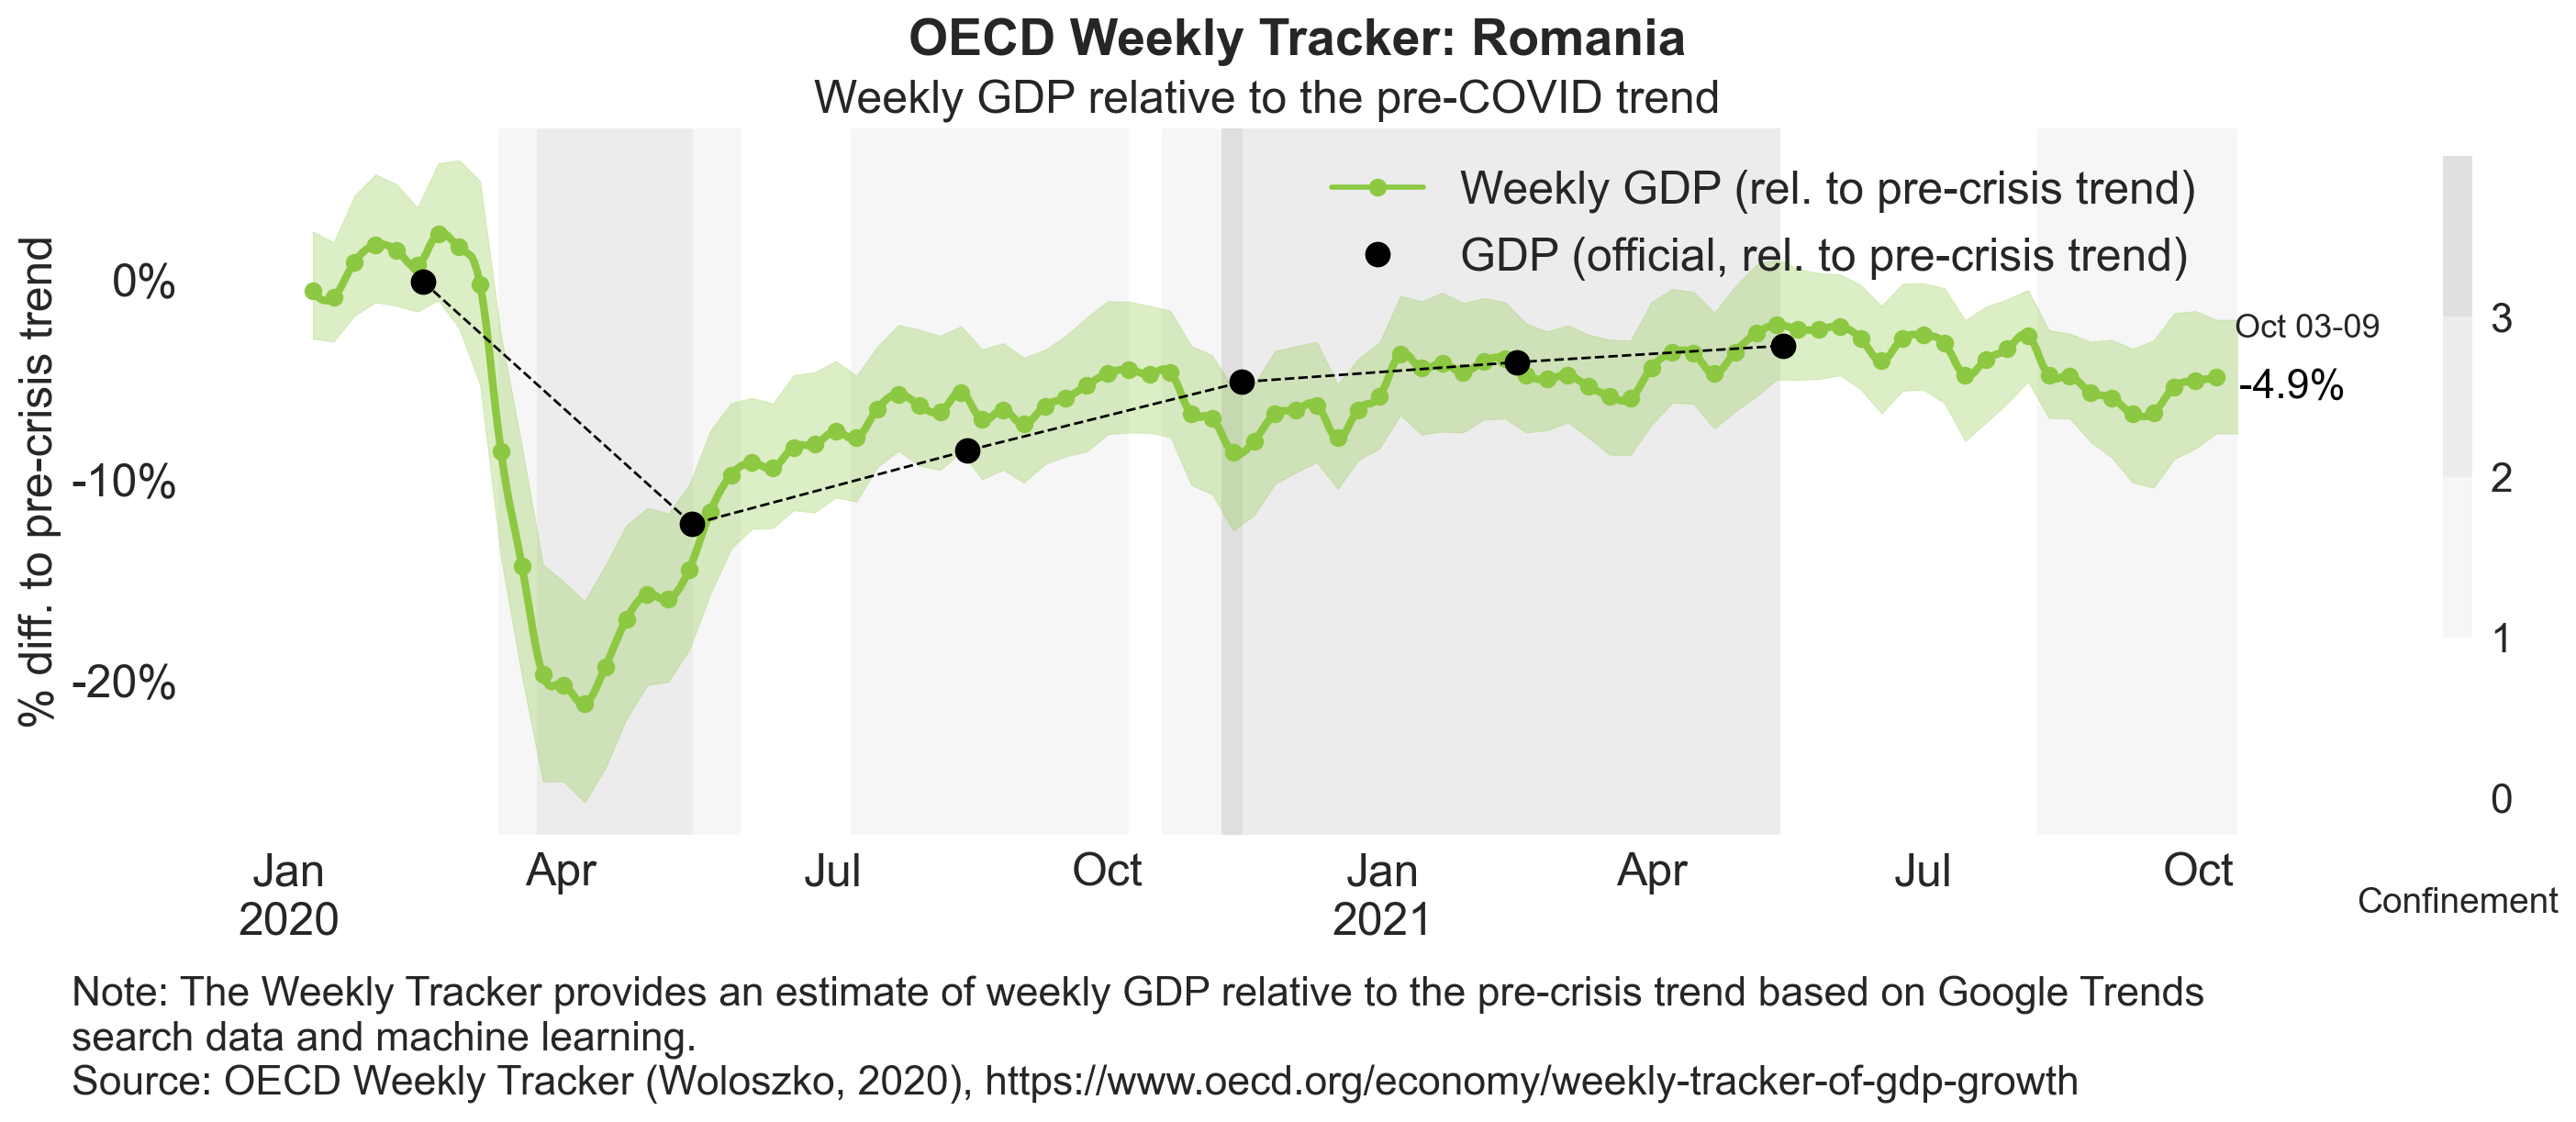 OECD Weekly Tracker: Romania
Weekly GDP relative to the pre-COVID trend
Weekly GDP (rel. to pre-crisis trend)
GDP (official, rel. to pre-crisis trend)
% diff. to pre-crisis trend
0%
-10%
-20%
Oct 03-09
-4.9%
3
2
1
0
Confinement
Jan Apr Jul Oct Jan Apr Jul Oct
2020 2021
Note: The Weekly Tracker provides an estimate of weekly GDP relative to the pre-crisis trend based on Google Trends
search data and machine learning.
Source: OECD Weekly Tracker (Woloszko, 2020), https://www.oecd.org/economy/weekly-tracker-of-gdp-growth